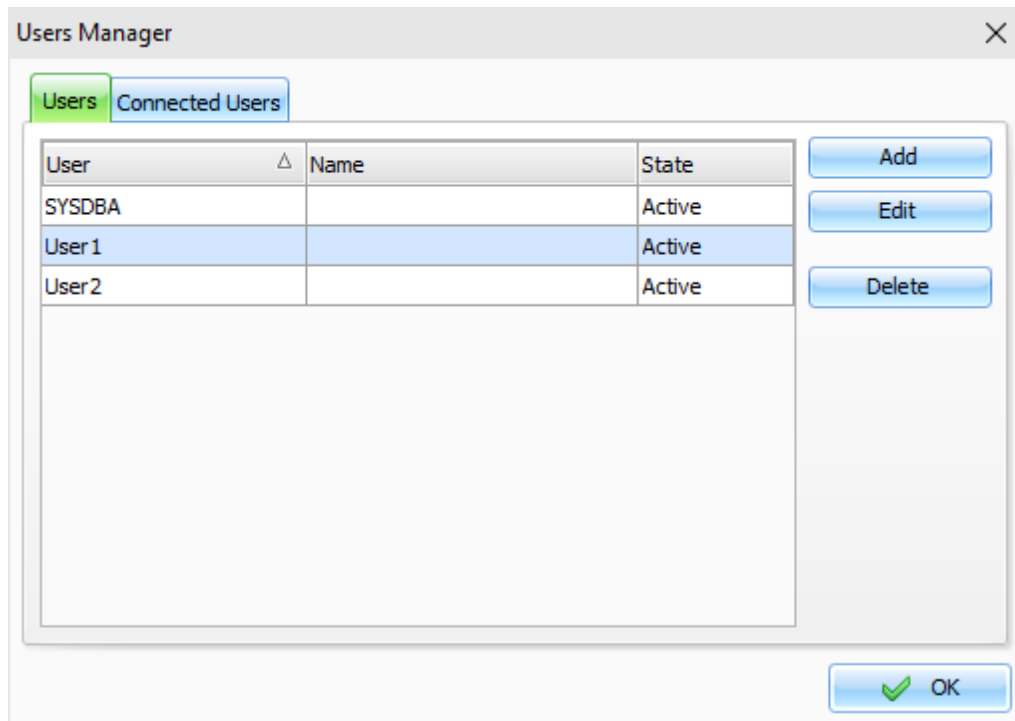 Users Manager
Users Connected Users
User Name State Add
SYSDBA Active Edit
User1 Active
User2 Active Delete
OK